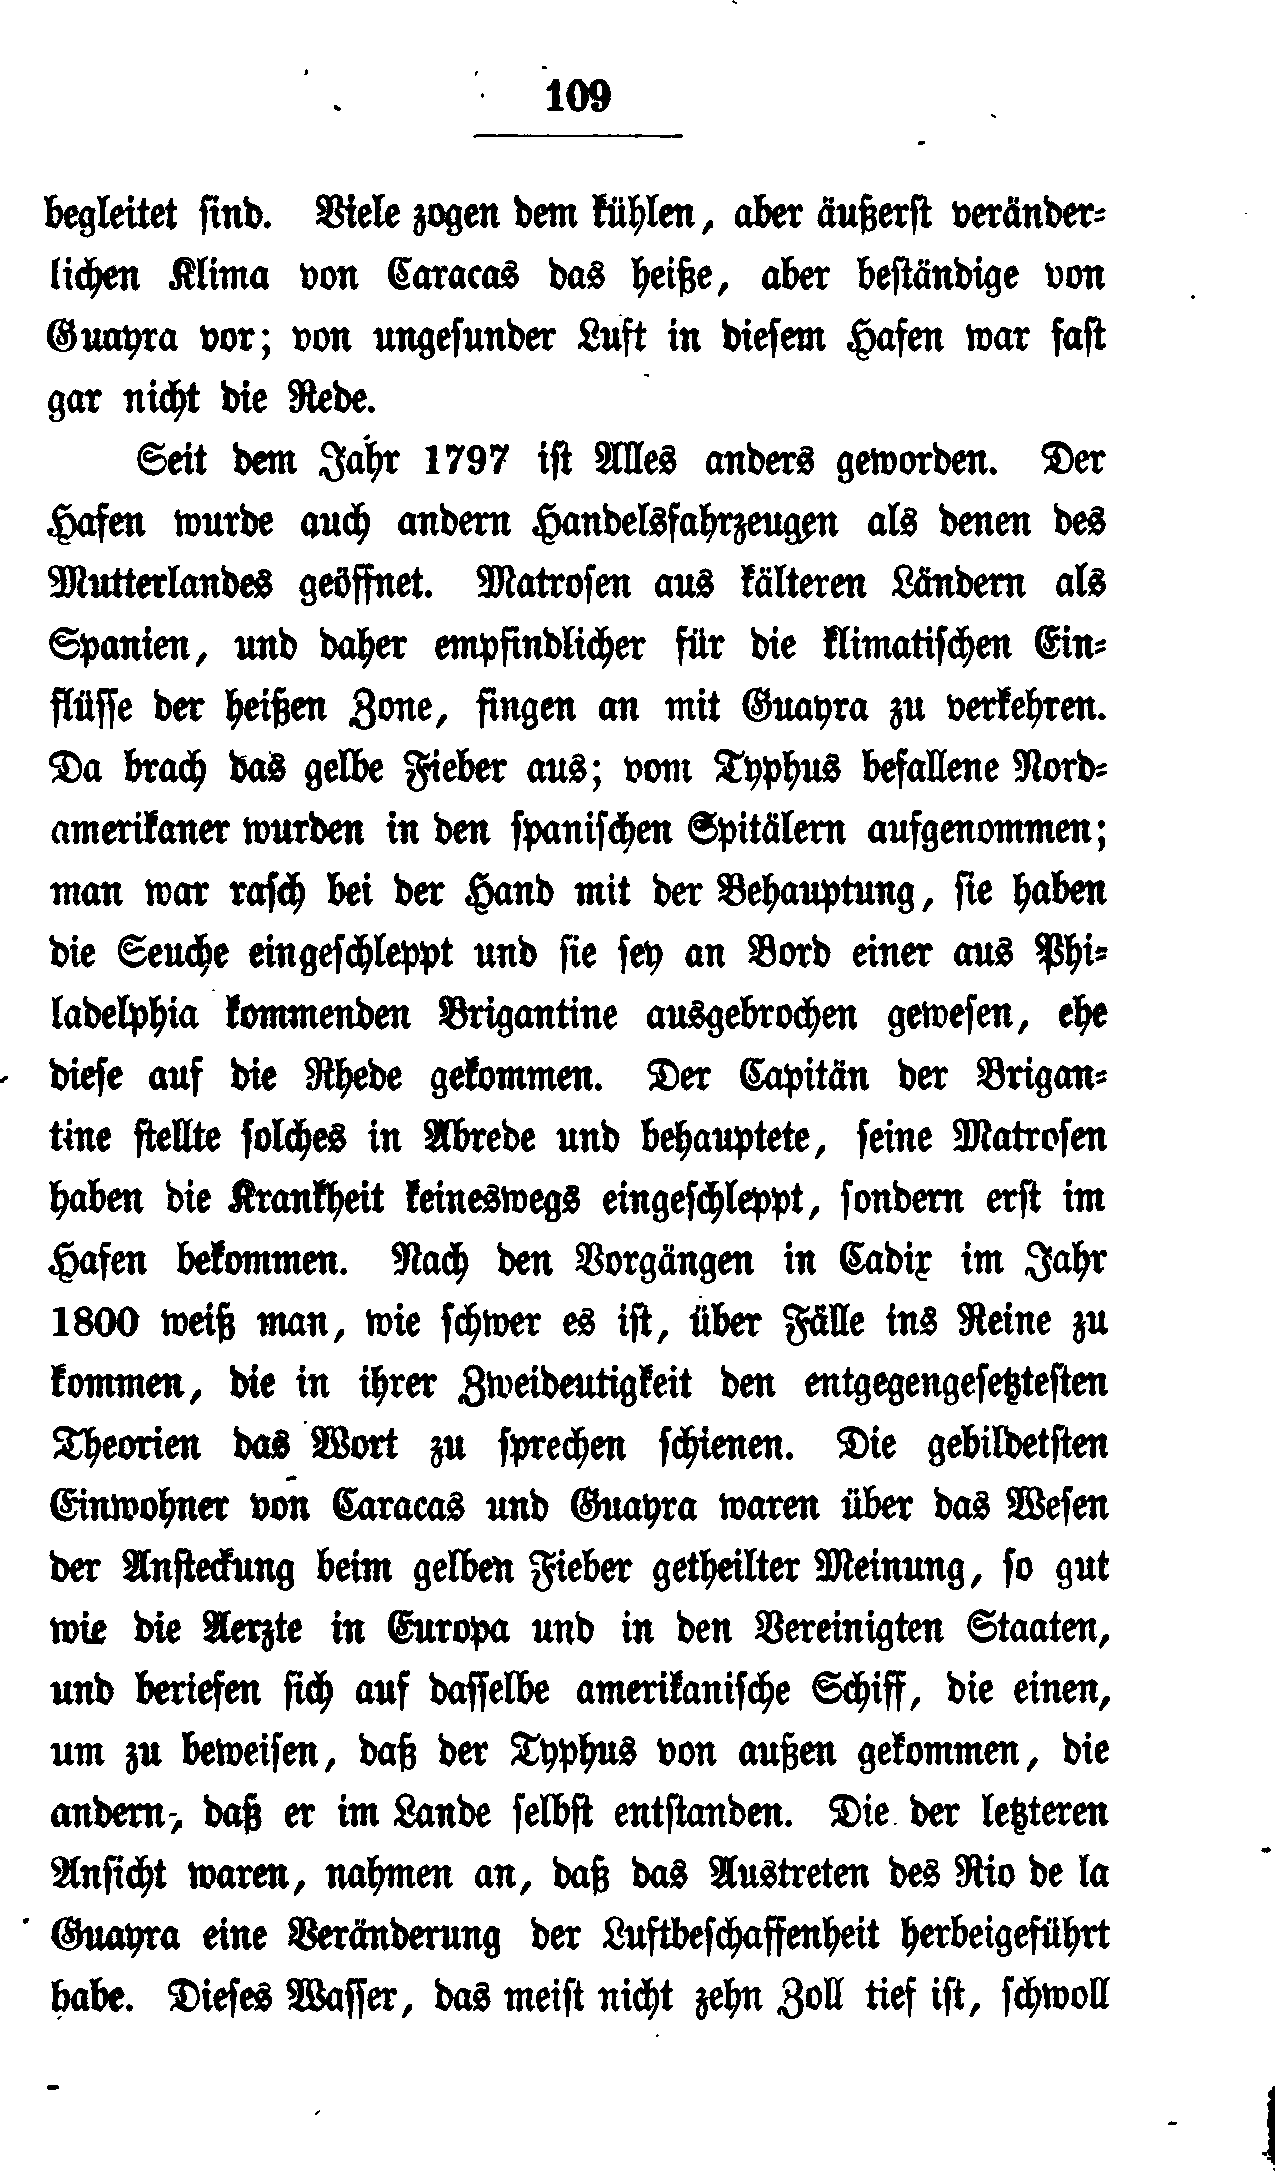 109
begleitet sind. Viele zogen dem kühlen, aber äußerst veränder-
lichen Klima von Caracas das heiße, aber beständige von
Guayra vor; von ungesunder Luft in diesem Hafen war fast
gar nicht die Rede.
Seit dem Jahr 1797 ist Alles anders geworden. Der
Hafen wurde auch andern Handelsfahrzeugen als denen des
Mutterlandes geöffnet. Matrosen aus kälteren Ländern als
Spanien, und daher empfindlicher für die klimatischen Ein-
flüsse der heißen Zone, fingen an mit Guayra zu verkehren.
Da brach das gelbe Fieber aus; vom Typhus befallene Nord-
amerikaner wurden in den spanischen Spitälern aufgenommen;
man war rasch bei der Hand mit der Behauptung, sie haben
die Seuche eingeschleppt und sie sey an Bord einer aus Phi-
ladelphia kommenden Brigantine ausgebrochen gewesen, ehe
diese auf die Rhede gekommen. Der Capitän der Brigan-
tine stellte solches in Abrede und behauptete, seine Matrosen
haben die Krankheit keineswegs eingeschleppt, sondern erst im
Hafen bekommen. Nach den Vorgängen in Cadix im Jahr
1800 weiß man, wie schwer es ist, über Fälle ins Reine zu
kommen, die in ihrer Zweideutigkeit den entgegengesetztesten
Theorien das Wort zu sprechen schienen. Die gebildetsten
Einwohner von Caracas und Guayra waren über das Wesen
der Ansteckung beim gelben Fieber getheilter Meinung, so gut
wie die Aerzte in Europa und in den Vereinigten Staaten,
und beriefen sich auf dasselbe amerikanische Schiff, die einen,
um zu beweisen, daß der Typhus von außen gekommen, die
andern, daß er im Lande selbst entstanden. Die der letzteren
Ansicht waren, nahmen an, daß das Austreten des Rio de la
Guayra eine Veränderung der Luftbeschaffenheit herbeigeführt
habe. Dieses Wasser, das meist nicht zehn Zoll tief ist, schwoll